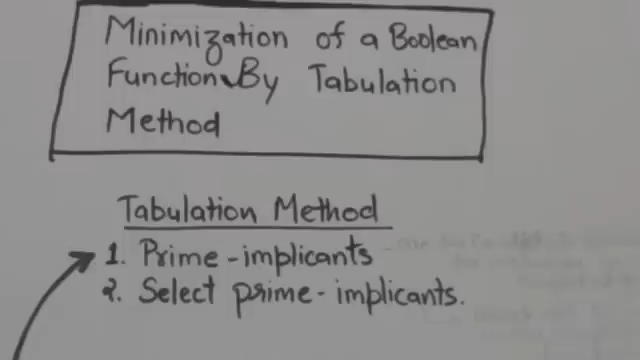 Minimization of a Boolean
Function By Tabulation
Method
Tabulation Method
1. Prime-implicants
2. Select prime-implicants.